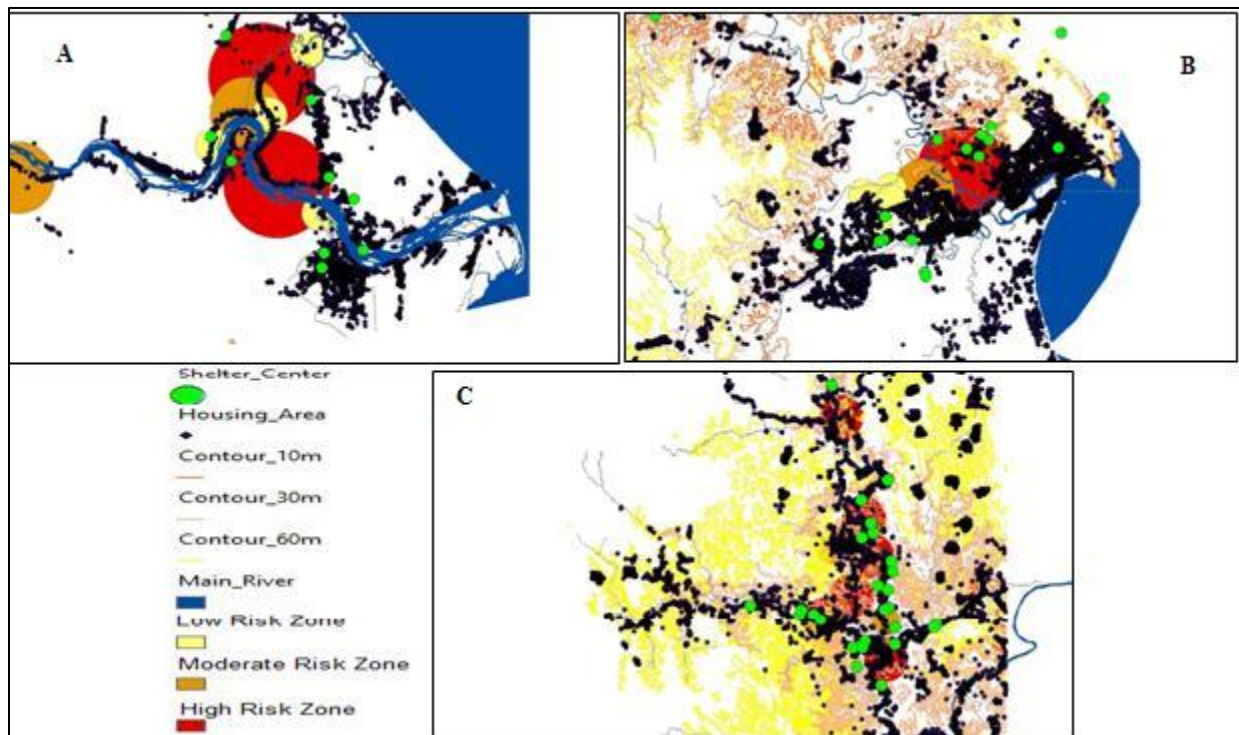 A
B
C
Shelter_Center
Housing_Area
Contour_10m
Contour_30m
Contour_60m
Main_River
Low Risk Zone
Moderate Risk Zone
High Risk Zone